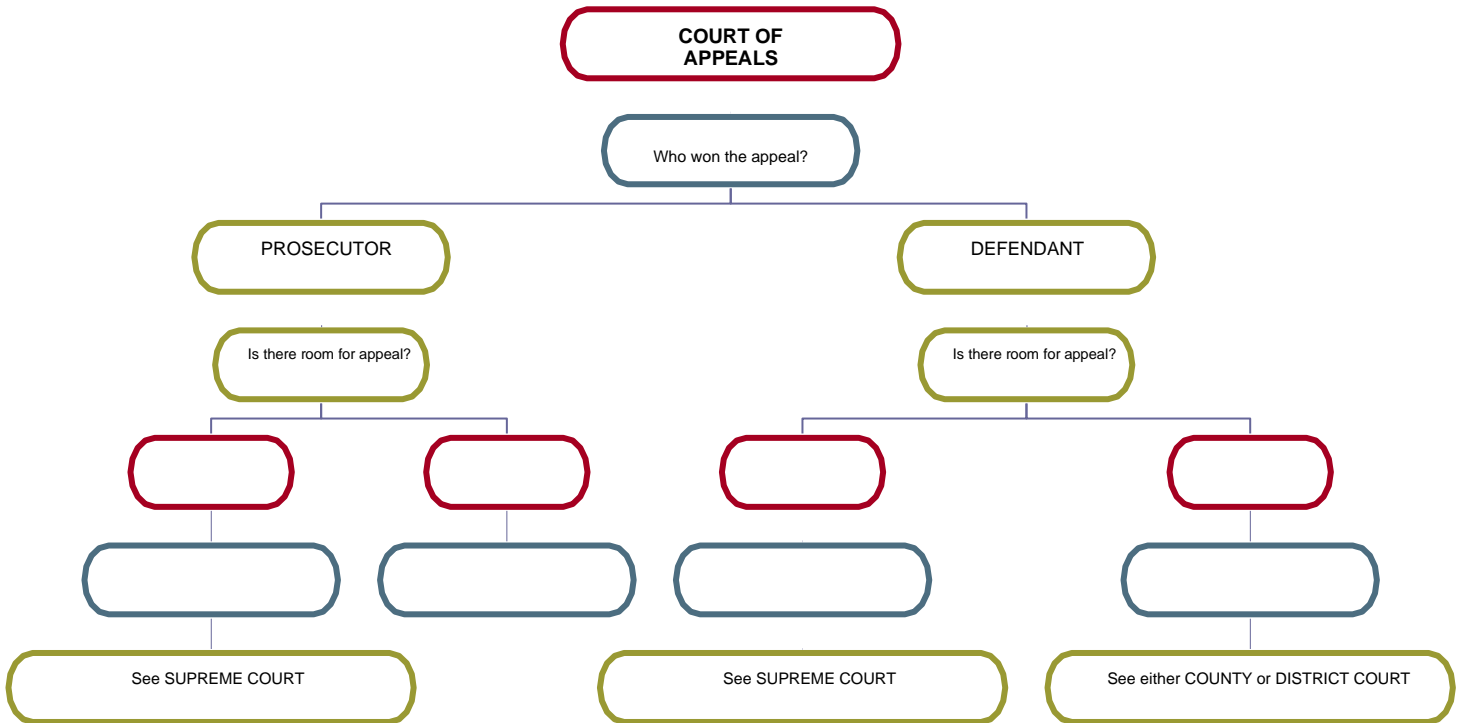 COURT OF
APPEALS
Who won the appeal?
PROSECUTOR
DEFENDANT
Is there room for appeal?
Is there room for appeal?
See SUPREME COURT
See SUPREME COURT
See either COUNTY or DISTRICT COURT